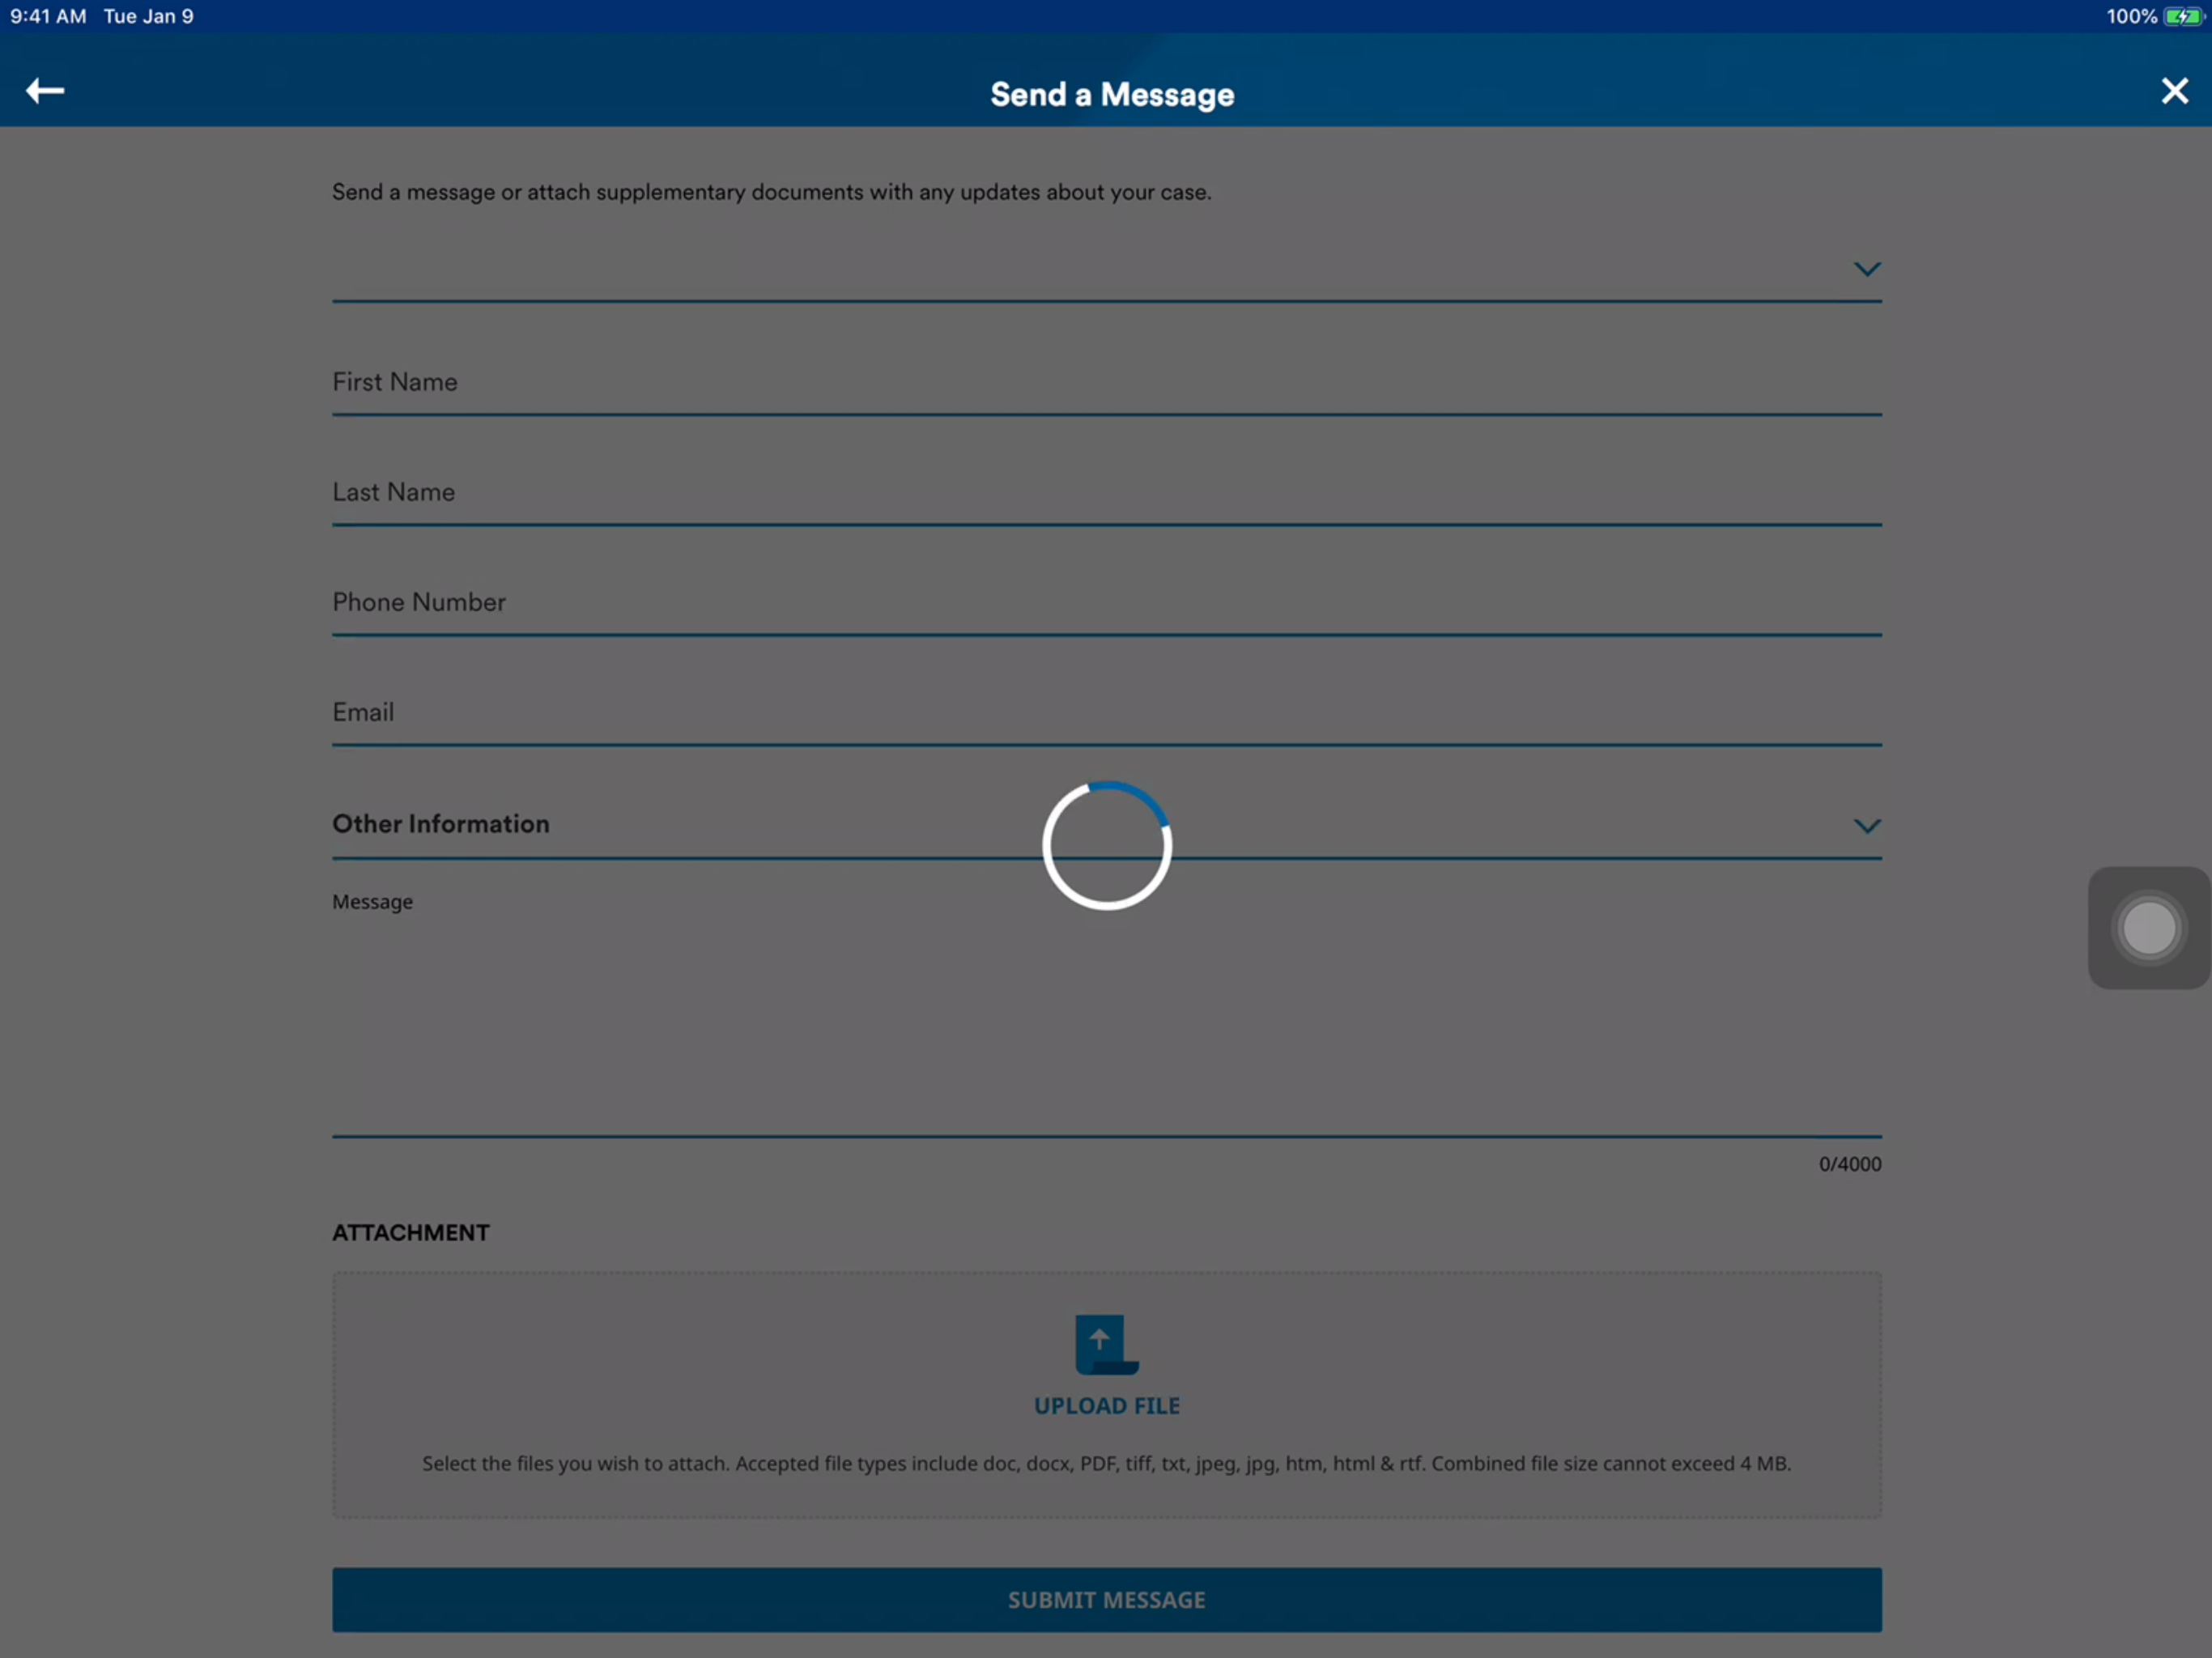 9:41 AM Tue Jan 9
100%
Send a Message
Send a message or attach supplementary documents with any updates about your case.
First Name
Last Name
Phone Number
Email
Other Information
Message
0/4000
ATTACHMENT
UPLOAD FILE
Select the files you wish to attach. Accepted file types include doc, docx, PDF, tiff, txt, jpeg, jpg, htm, html & rtf. Combined file size cannot exceed 4 MB.
SUBMIT MESSAGE